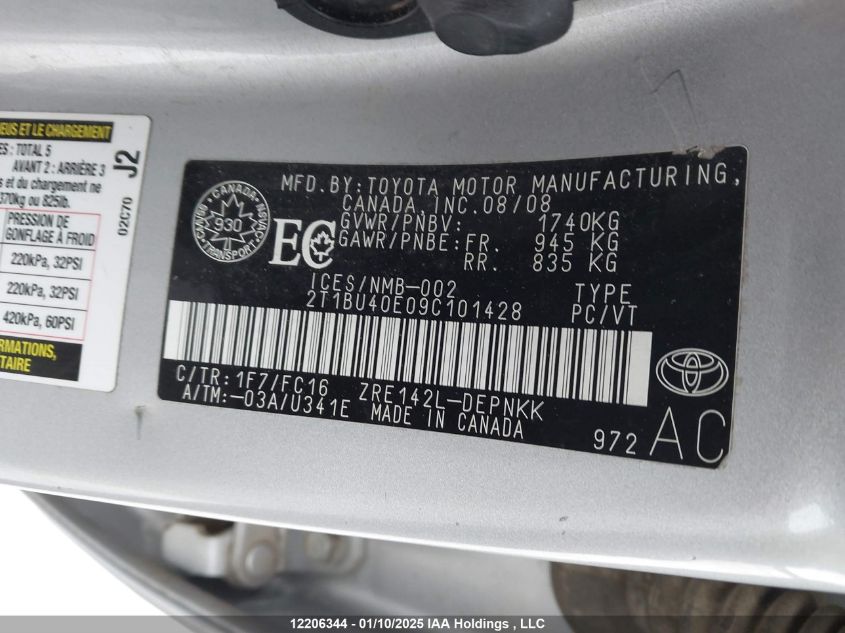 EUS ET LE CHARGEMENT
ES : TOTAL 5
AVANT 2 : ARRIÈRE 3
s et du chargement ne
370kg ou 825lb.
PRESSION DE
GONFLAGE À FROID
220kPa, 32PSI
220kPa, 32PSI
420kPa, 60PSI
RMATIONS,
TAIRE
J2
02C70
CANADA
930
TRANSPORT
NSVAC
EC
MFD.BY:TOYOTA MOTOR MANUFACTURING,
CANADA, INC.08/08
GVWR/PNBV: 1740KG
GAWR/PNBE: FR. 945 KG
RR. 835 KG
ICES/NMB-002
2T1BU40E09C101428
TYPE
PC/VT
C/TR:1F7/FC16 ZRE142L-DEPNKK
A/TM:-03A/U341E MADE IN CANADA
972 AC
12206344 - 01/10/2025 IAA Holdings , LLC